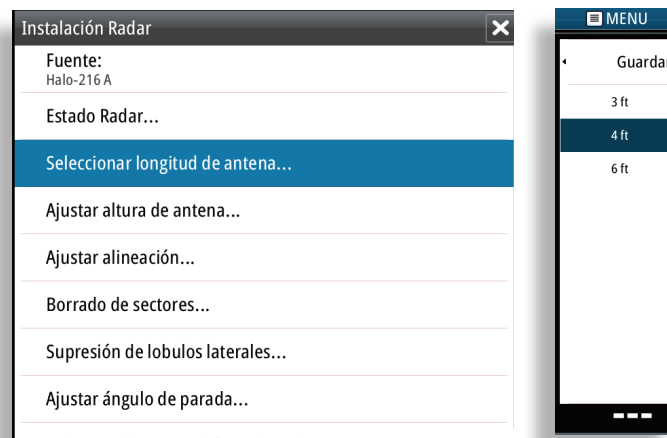 Instalación Radar
Fuente:
Halo-216 A
Estado Radar...
Seleccionar longitud de antena...
Ajustar altura de antena...
Ajustar alineación...
Borrado de sectores...
Supresión de lobulos laterales...
Ajustar ángulo de parada...
MENU
Guardar
3 ft
4 ft
6 ft